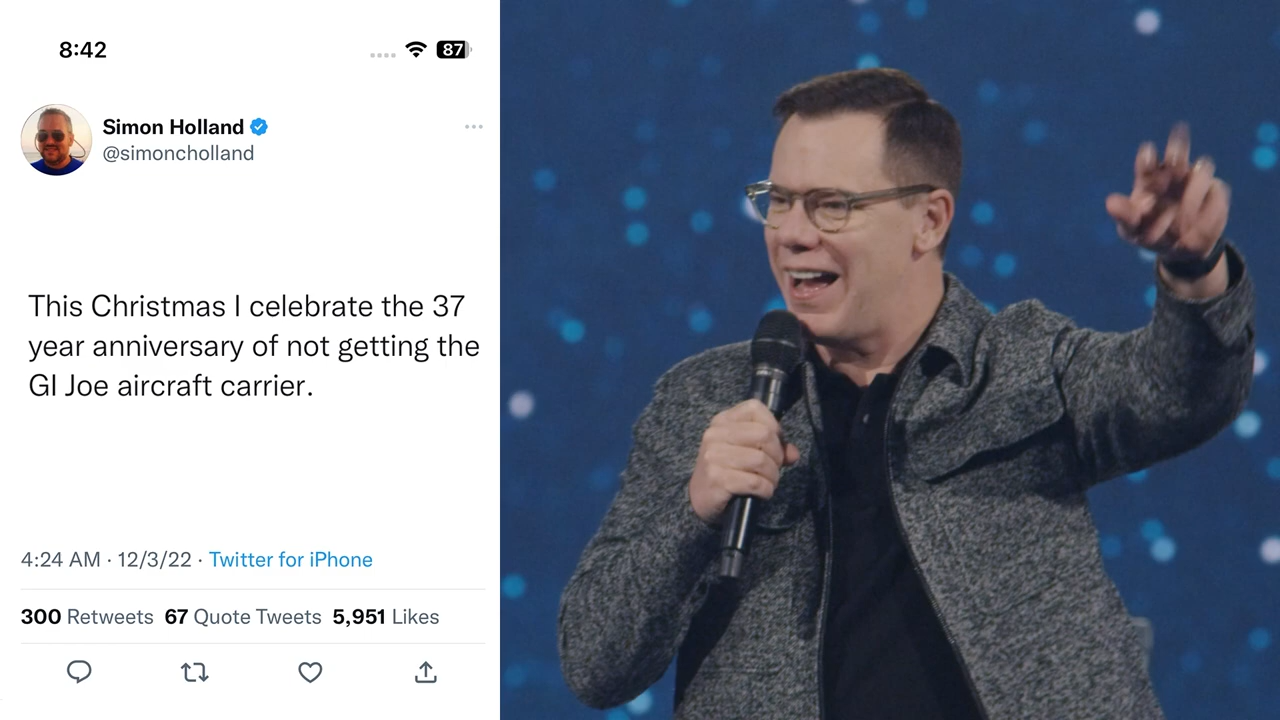 8:42
87
Simon Holland
@simoncholland
This Christmas I celebrate the 37
year anniversary of not getting the
GI Joe aircraft carrier.
4:24 AM · 12/3/22 · Twitter for iPhone
300 Retweets 67 Quote Tweets 5,951 Likes